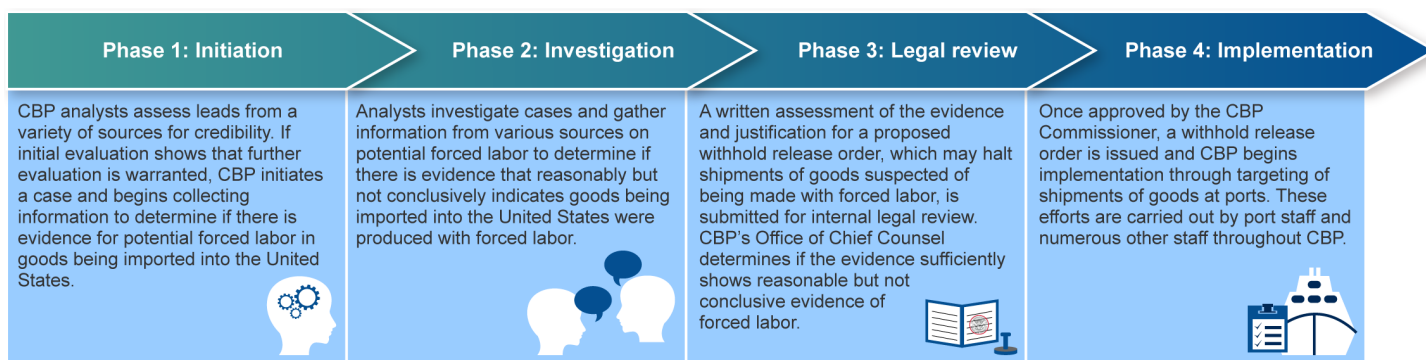 Phase 1: Initiation
CBP analysts assess leads from a
variety of sources for credibility. If
initial evaluation shows that further
evaluation is warranted, CBP initiates
a case and begins collecting
information to determine if there is
evidence for potential forced labor in
goods being imported into the United
States.
Phase 2: Investigation
Analysts investigate cases and gather
information from various sources on
potential forced labor to determine if
there is evidence that reasonably but
not conclusively indicates goods being
imported into the United States were
produced with forced labor.
Phase 3: Legal review
A written assessment of the evidence
and justification for a proposed
withhold release order, which may halt
shipments of goods suspected of
being made with forced labor, is
submitted for internal legal review.
CBP’s Office of Chief Counsel
determines if the evidence sufficiently
shows reasonable but not
conclusive evidence of
forced labor.
Phase 4: Implementation
Once approved by the CBP
Commissioner, a withhold release
order is issued and CBP begins
implementation through targeting of
shipments of goods at ports. These
efforts are carried out by port staff and
numerous other staff throughout CBP.